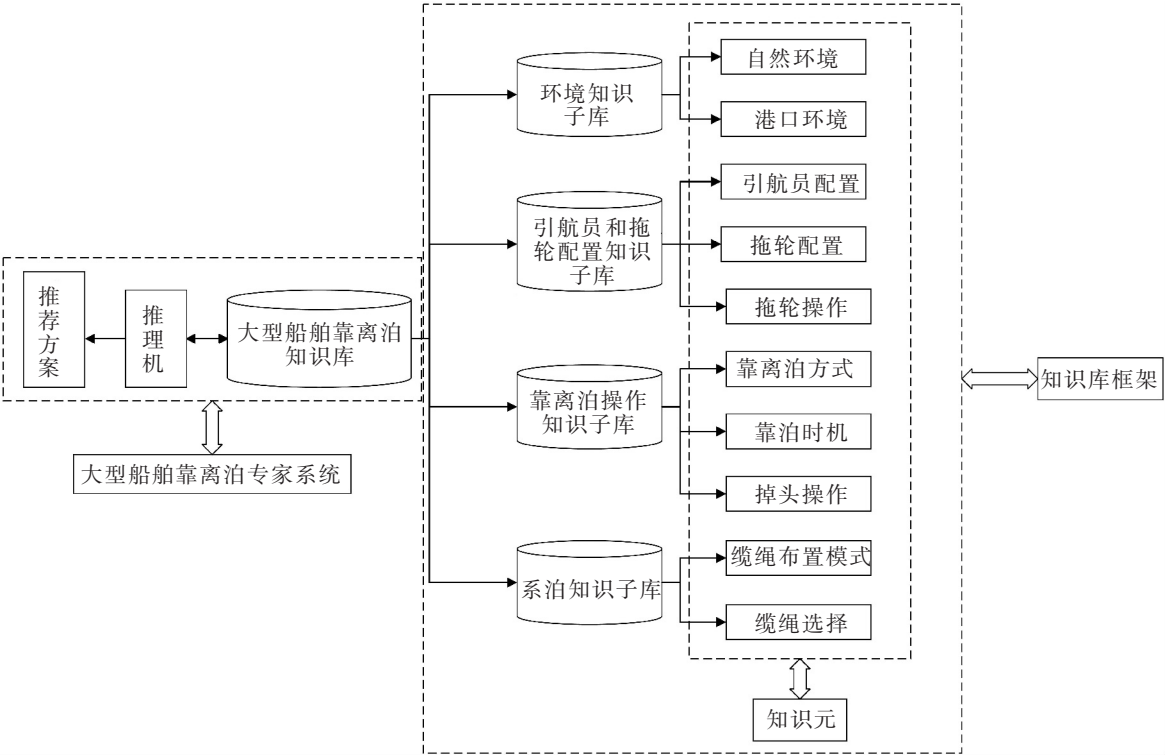 推荐方案
推理机
大型船舶靠离泊
知识库
大型船舶靠离泊专家系统
环境知识
子库
引航员和拖
轮配置知识
子库
靠离泊操作
知识子库
系泊知识子库
自然环境
港口环境
引航员配置
拖轮配置
拖轮操作
靠离泊方式
靠泊时机
掉头操作
缆绳布置模式
缆绳选择
知识元
知识库框架